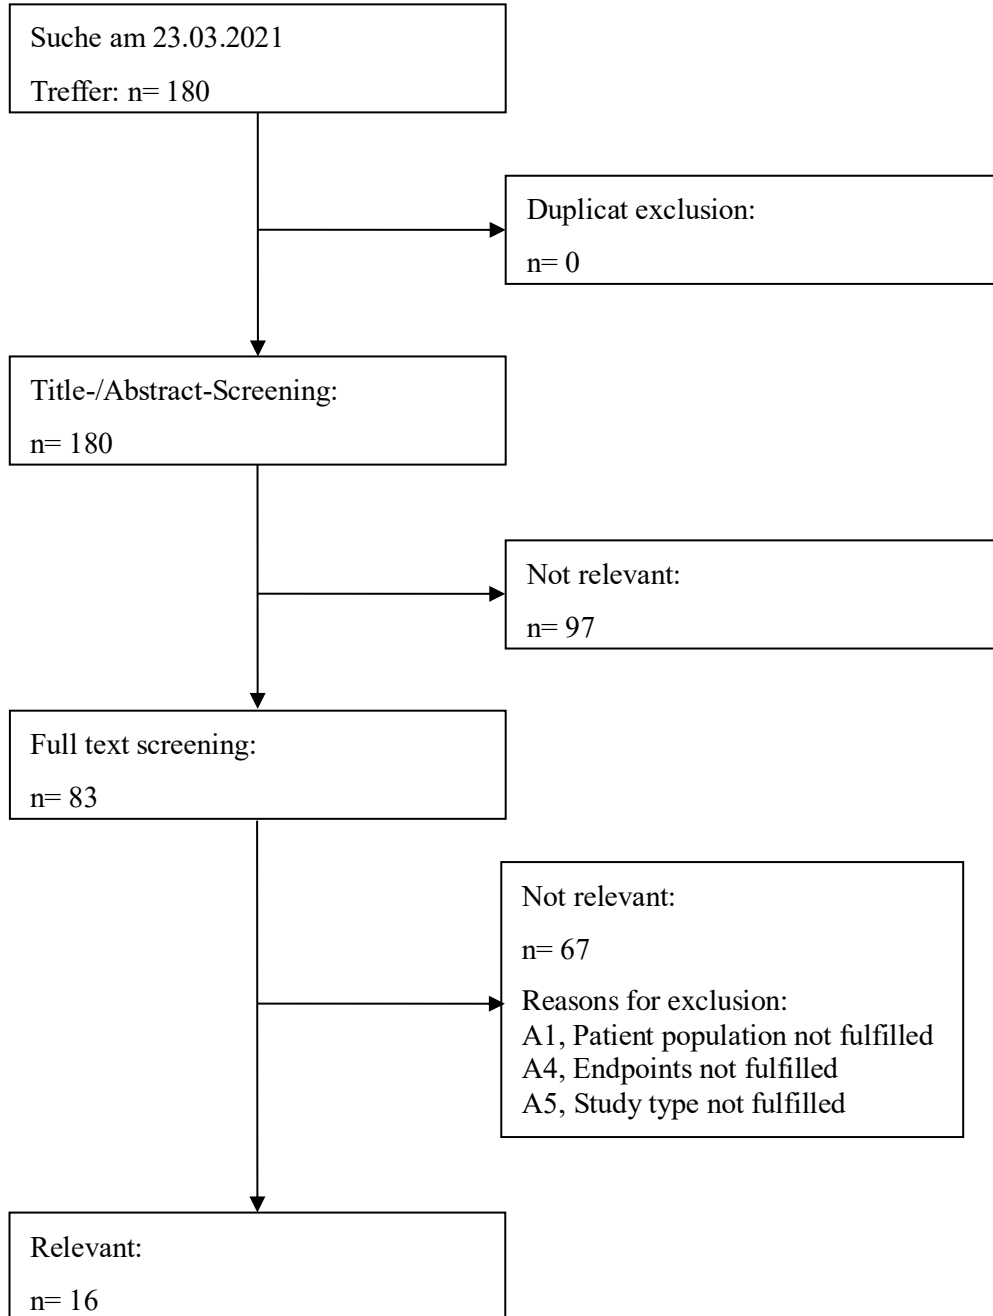 Suche am 23.03.2021
Treffer: n= 180
Duplicat exclusion:
n= 0
Title-/Abstract-Screening:
n= 180
Not relevant:
n= 97
Full text screening:
n= 83
Not relevant:
n= 67
Reasons for exclusion:
A1, Patient population not fulfilled
A4, Endpoints not fulfilled
A5, Study type not fulfilled
Relevant:
n= 16